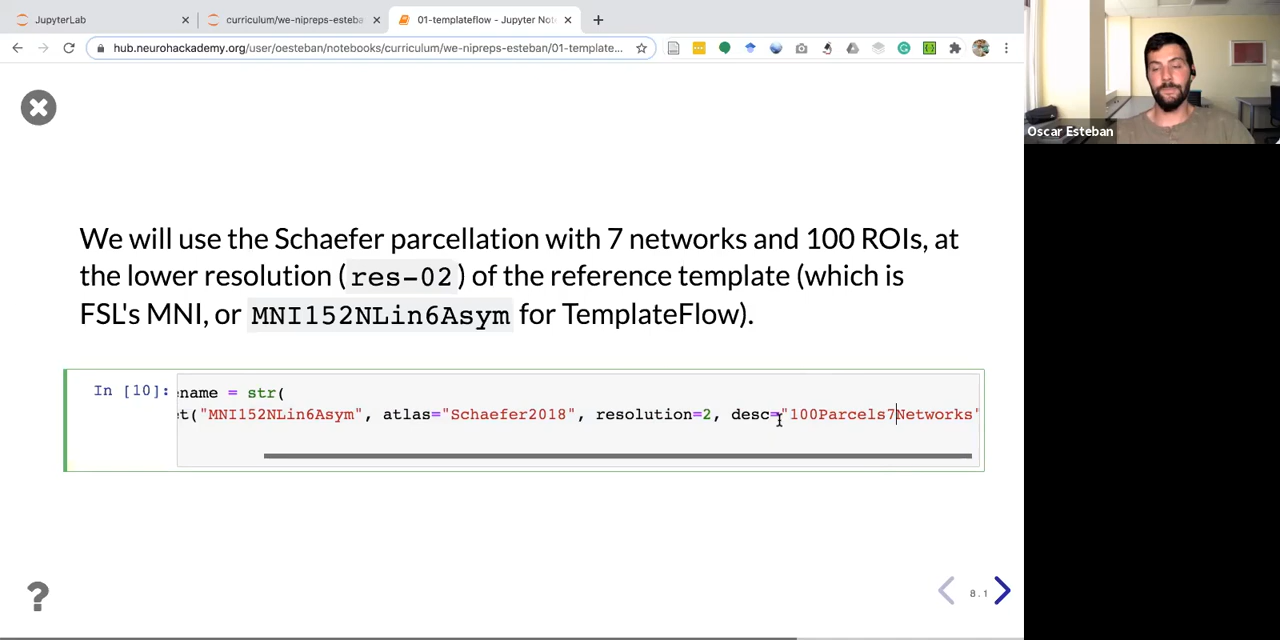 JupyterLab
curriculum/we-nipreps-esteba
01-templateflow - Jupyter Not
hub.neurohackademy.org/user/oesteban/notebooks/curriculum/we-nipreps-esteban/01-template...
Oscar Esteban
We will use the Schaefer parcellation with 7 networks and 100 ROIs, at
the lower resolution (res-02) of the reference template (which is
FSL's MNI, or MNI152NLin6Asym for TemplateFlow).
In [10]:
ename = str(
et("MNI152NLin6Asym", atlas="Schaefer2018", resolution=2, desc="100Parcels7Networks"
?
8.1